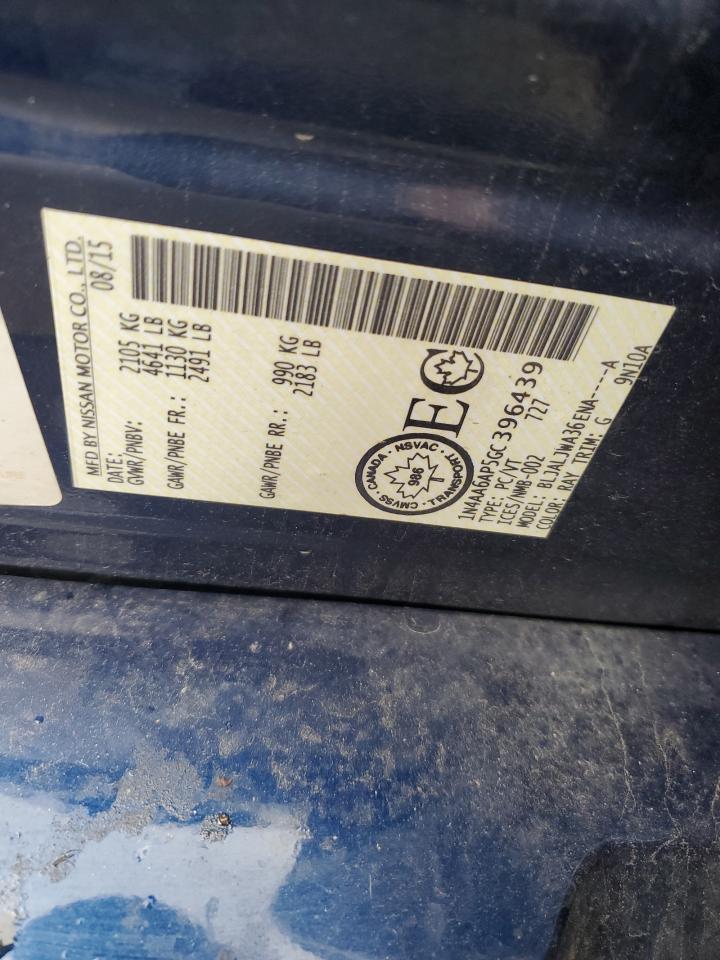 MFD BY NISSAN MOTOR CO., LTD.
DATE: 08/15
GVWR/PNBV: 2105 KG
4641 LB
GAWR/PNBE FR.: 1130 KG
2491 LB
GAWR/PNBE RR.: 990 KG
2183 LB
CANADA · NSVAC · TRANSPORT · CMVSS
986
EC
1N4AA6AP5GC396439
TYPE: PC/VT 727
ICES/NMB-002
MODEL: BLJALJWA36ENA----A
COLOR: RAY TRIM: G 9N10A